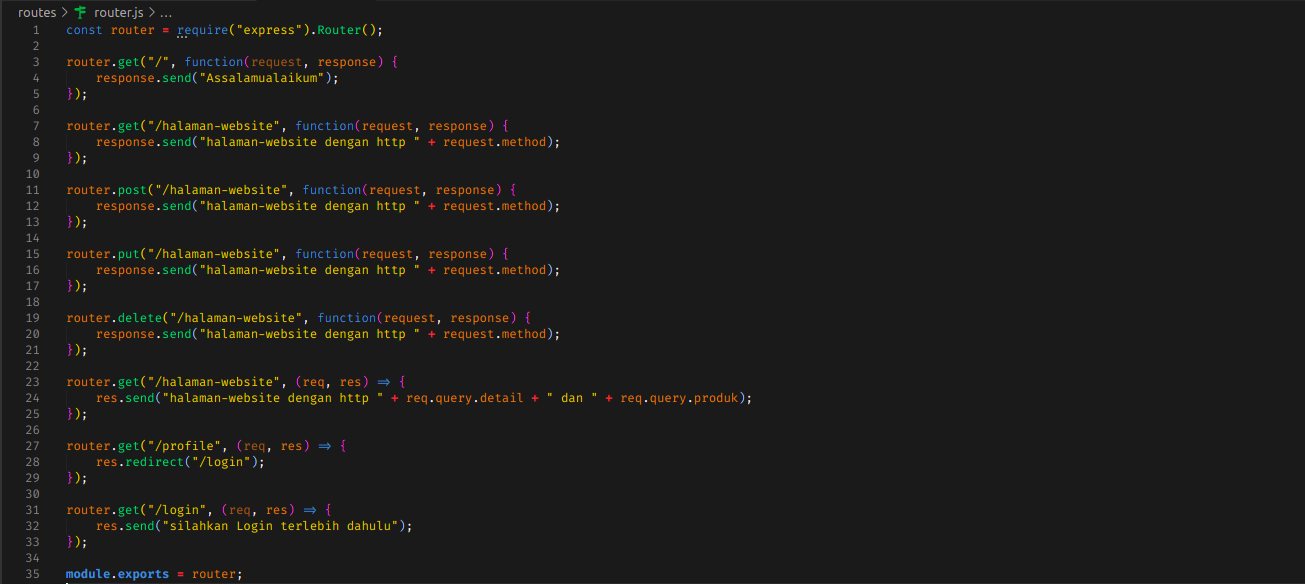 routes > router.js > ...
1 const router = require("express").Router();
2
3 router.get("/", function(request, response) {
4     response.send("Assalamualaikum");
5 });
6
7 router.get("/halaman-website", function(request, response) {
8     response.send("halaman-website dengan http " + request.method);
9 });
10
11 router.post("/halaman-website", function(request, response) {
12     response.send("halaman-website dengan http " + request.method);
13 });
14
15 router.put("/halaman-website", function(request, response) {
16     response.send("halaman-website dengan http " + request.method);
17 });
18
19 router.delete("/halaman-website", function(request, response) {
20     response.send("halaman-website dengan http " + request.method);
21 });
22
23 router.get("/halaman-website", (req, res) => {
24     res.send("halaman-website dengan http " + req.query.detail + " dan " + req.query.produk);
25 });
26
27 router.get("/profile", (req, res) => {
28     res.redirect("/login");
29 });
30
31 router.get("/login", (req, res) => {
32     res.send("silahkan Login terlebih dahulu");
33 });
34
35 module.exports = router;